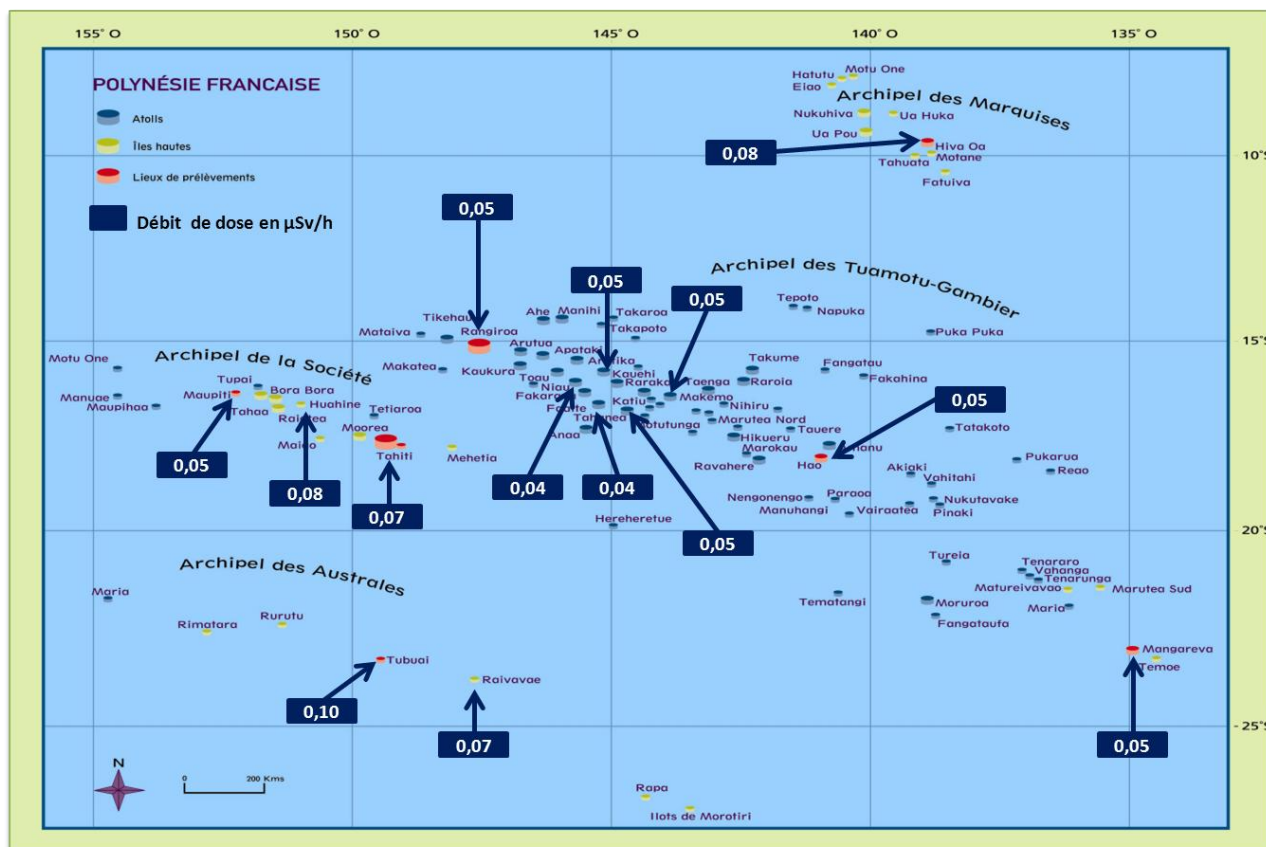 155° O
150° O
145° O
140° O
135° O
POLYNÉSIE FRANCAISE
Atolls
Îles hautes
Lieux de prélèvements
Débit de dose en µSv/h
Hatutu
Motu One
Eiao
Archipel des Marquises
Nukuhiva
Ua Huka
Ua Pou
0,08
Hiva Oa
Motane
Tahuata
Fatuiva
10°S
0,05
0,05
0,05
Archipel des Tuamotu-Gambier
Tepoto
Napuka
Puka Puka
Tikehau
Ahe
Manihi
Takaroa
Takapoto
Mataiva
Rangiroa
15°S
Arutua
Apataki
Motu One
Archipel de la Société
Makatea
Kaukura
Toau
Kauehi
Takume
Fangatau
Fakahina
Tupai
Bora Bora
Niau
Raraka
Taenga
Raroia
Manuae
Maupiti
Huahine
Fakarava
Katiu
Makemo
Nihiru
0,05
Maupihaa
Tahaa
Raiatea
Tetiaroa
Faaite
Tahanea
Marutea Nord
Tauere
Tatakoto
Moorea
Anaa
Hikueru
Maiao
Tahiti
Mehetia
Marokau
Ravahere
Hao
Pukarua
Reao
0,05
0,08
0,07
0,04
0,04
0,05
Akiaki
Vahitahi
Nengonengo
Paraoa
Nukutavake
Manuhangi
Vairaatea
Pinaki
Hereheretue
20°S
Archipel des Australes
Tureia
Tenararo
Vahanga
Tenarunga
Matureivavao
Marutea Sud
Maria
Tematangi
Moruroa
Maria
Fangataufa
Rimatara
Rurutu
Tubuai
Raivavae
Mangareva
Temoe
0,10
0,07
0,05
25°S
N
0
200 Kms
Rapa
Ilots de Morotiri